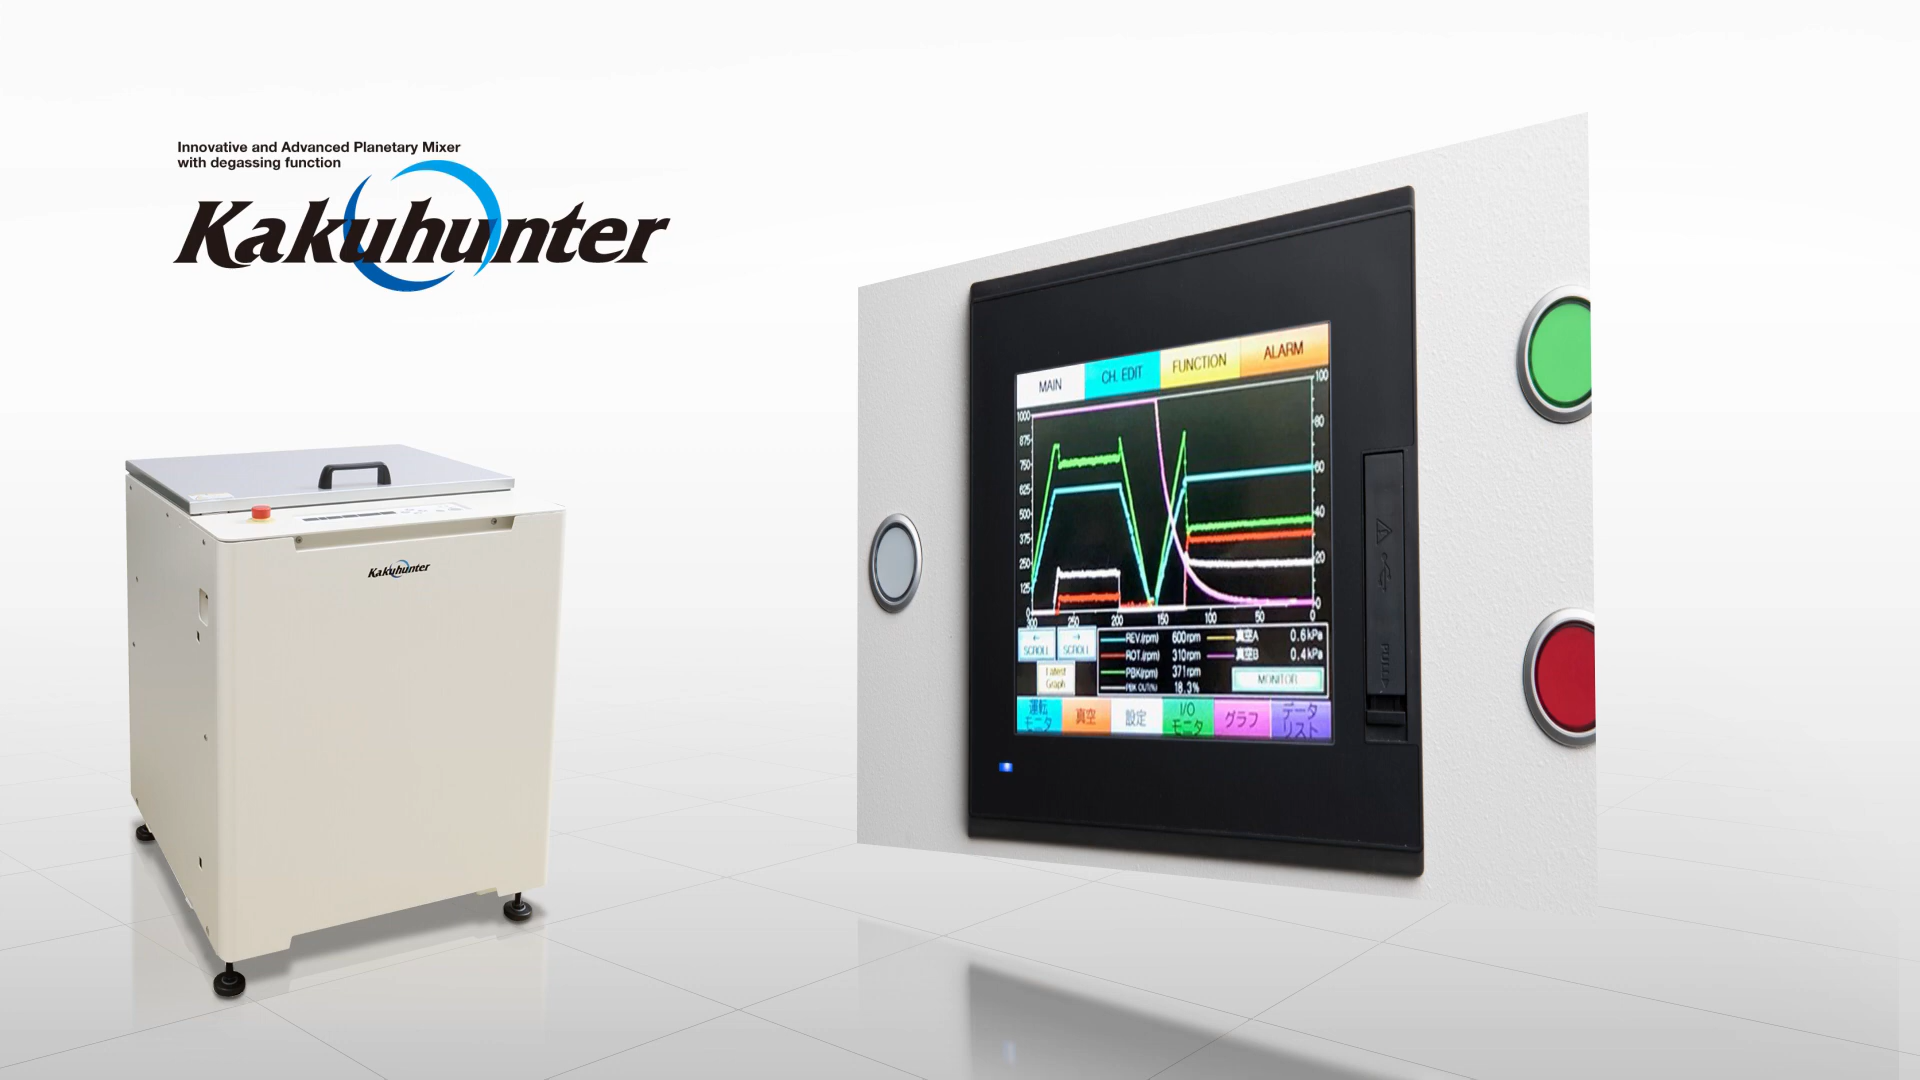 Innovative and Advanced Planetary Mixer
with degassing function
Kakuhunter
Kakuhunter
MAIN
CH. EDIT
FUNCTION
ALARM
1000
875
750
625
500
375
250
125
0
100
80
60
40
20
0
300
250
200
150
100
50
0
← SCROLL
→ SCROLL
Latest
Graph
REV.(rpm) 600rpm
ROT.(rpm) 310rpm
PBK(rpm) 371rpm
PBK OUT(%) 18.3%
真空A 0.6kPa
真空B 0.4kPa
MONITOR
運転
モニタ
真空
設定
I/O
モニタ
グラフ
データ
リスト